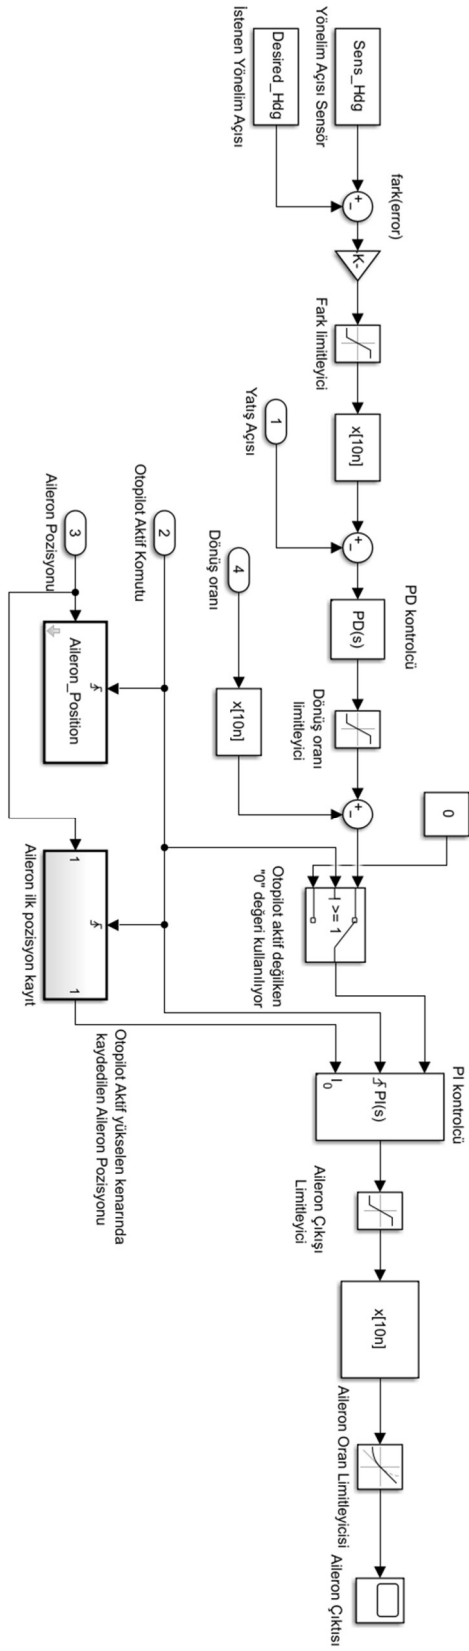 Sens_Hdg
Yönelim Açısı Sensör
Desired_Hdg
İstenen Yönelim Açısı
fark(error)
+
−
K-
Fark limitleyici
x[10n]
1
Yatış Açısı
+
−
PD kontrolcü
PD(s)
Dönüş oranı
limitleyici
4
Dönüş oranı
x[10n]
+
−
0
>= 1
Otopilot aktif değilken
"0" değeri kullanılıyor
2
Otopilot Aktif Komutu
3
Aileron Pozisyonu
Aileron_Position
1
1
Aileron ilk pozisyon kayıt
Otopilot Aktif yükselen kenarında
kaydedilen Aileron Pozisyonu
PI kontrolcü
PI(s)
I0
Aileron Çıkışı
Limitleyici
x[10n]
Aileron Oran Limitleyicisi
Aileron Çıktısı